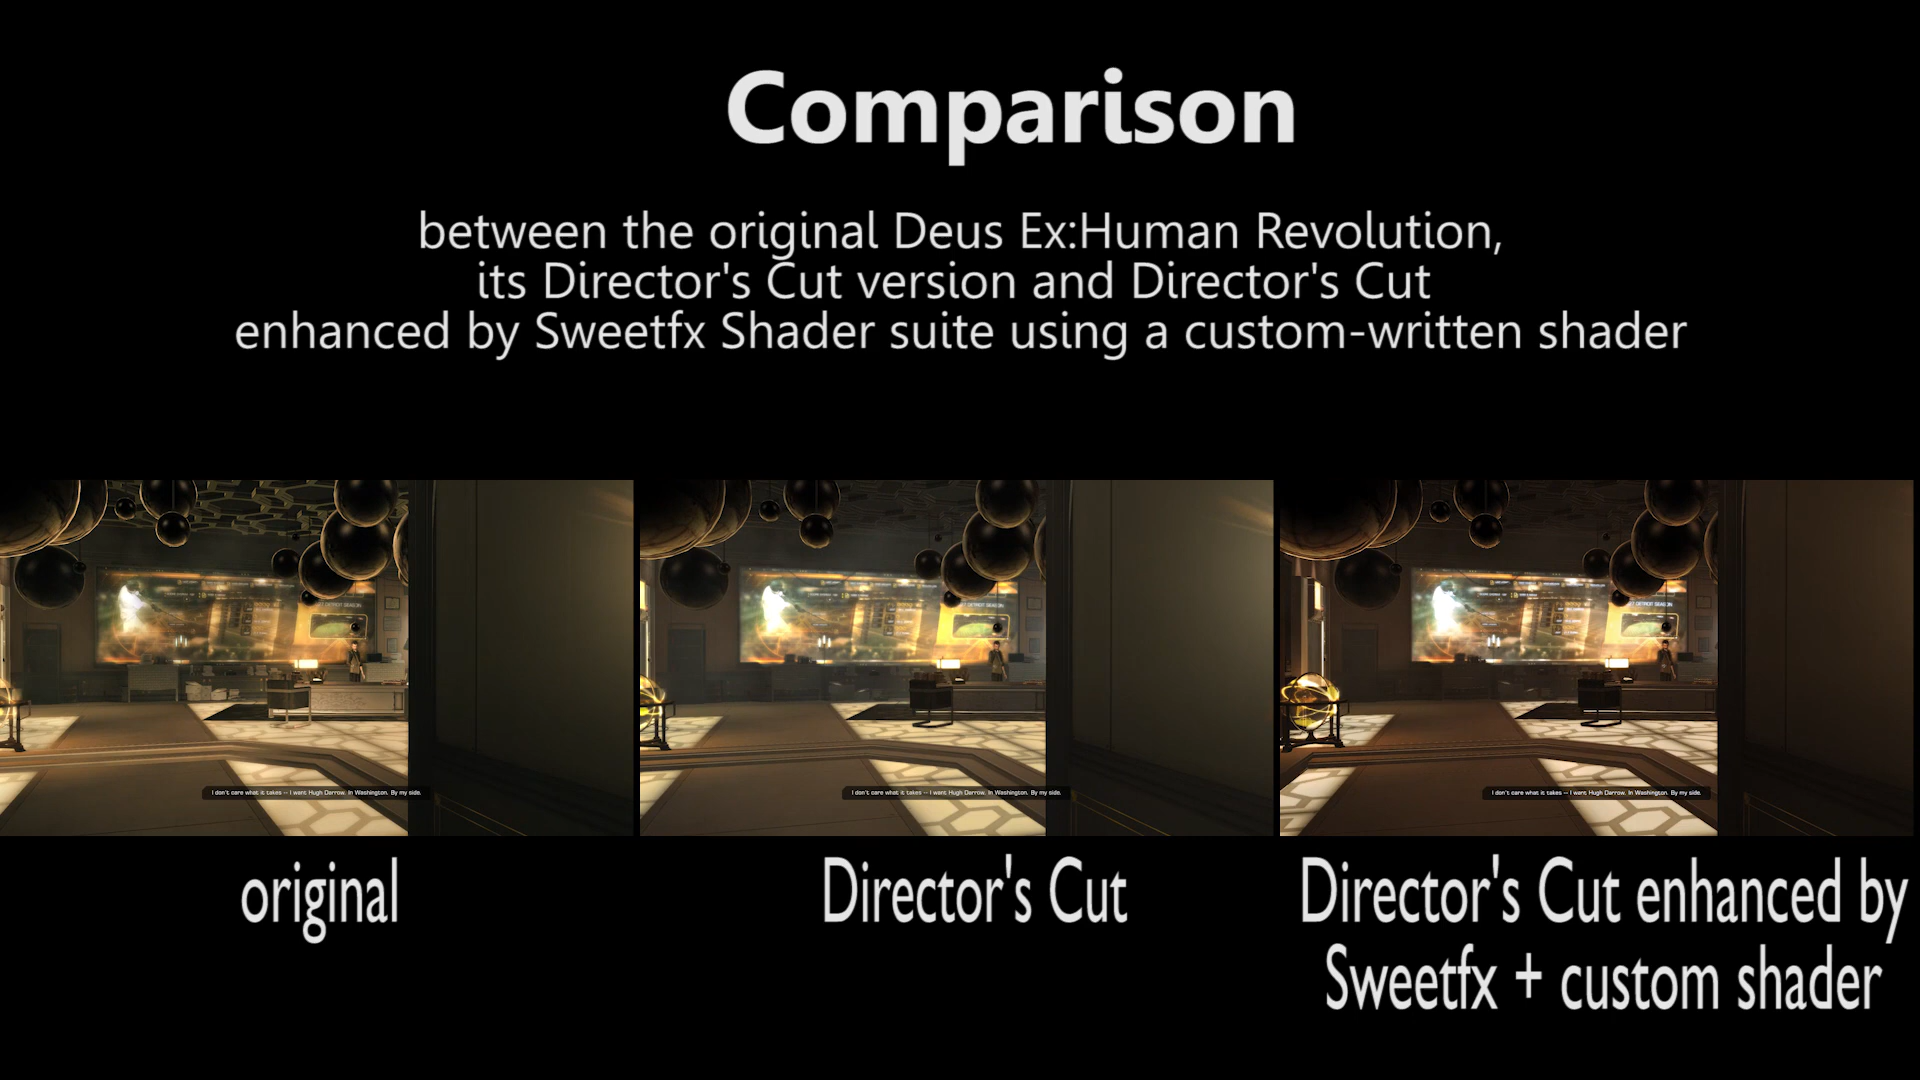 Comparison
between the original Deus Ex:Human Revolution,
its Director's Cut version and Director's Cut
enhanced by Sweetfx Shader suite using a custom-written shader
I don't care what it takes -- I want Hugh Darrow. In Washington. By my side.
I don't care what it takes -- I want Hugh Darrow. In Washington. By my side.
I don't care what it takes -- I want Hugh Darrow. In Washington. By my side.
original
Director's Cut
Director's Cut enhanced by
Sweetfx + custom shader